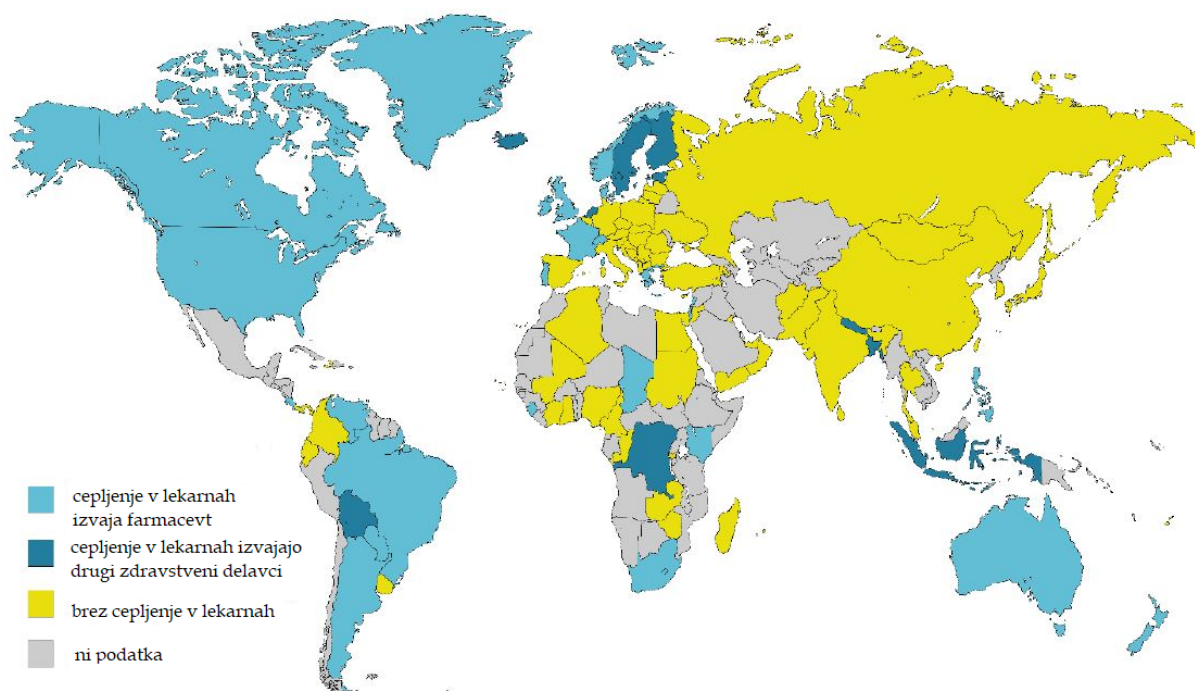 cepljenje v lekarnah
izvaja farmacevt
cepljenje v lekarnah izvajajo
drugi zdravstveni delavci
brez cepljenje v lekarnah
ni podatka